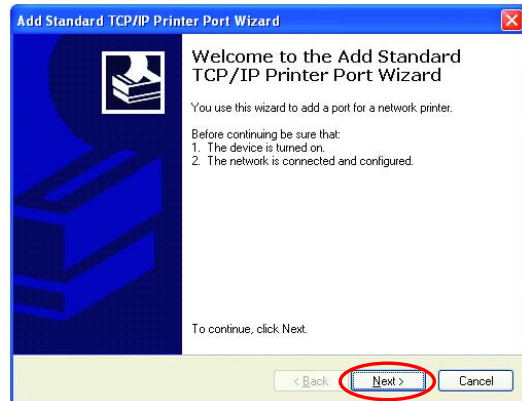 Add Standard TCP/IP Printer Port Wizard
Welcome to the Add Standard
TCP/IP Printer Port Wizard
You use this wizard to add a port for a network printer.
Before continuing be sure that:
1. The device is turned on.
2. The network is connected and configured.
To continue, click Next.
< Back
Next >
Cancel